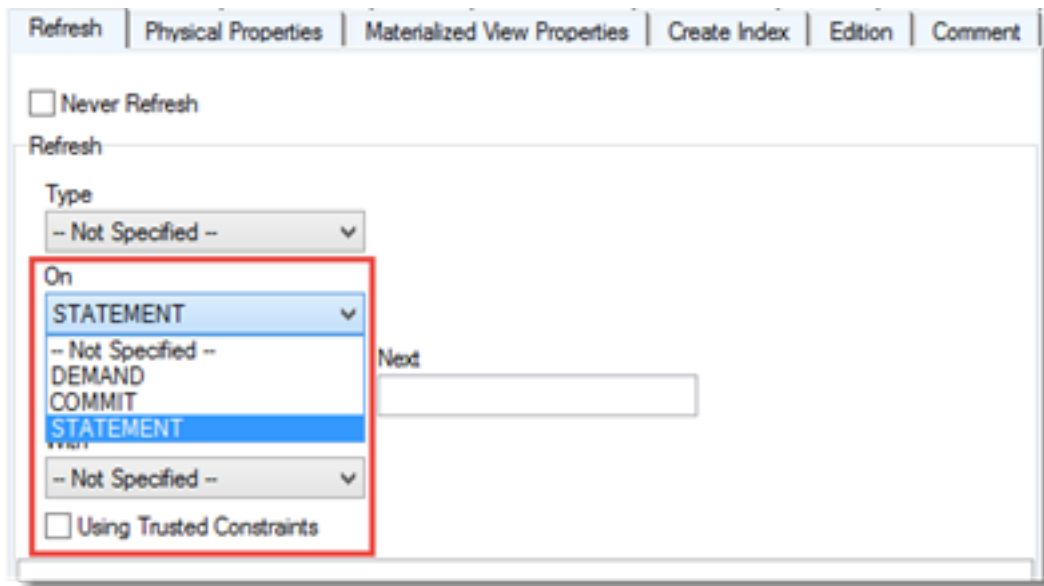 Refresh Physical Properties Materialized View Properties Create Index Edition Comment
Never Refresh
Refresh
Type
-- Not Specified --
On
STATEMENT
-- Not Specified --
DEMAND
COMMIT
STATEMENT
Next
With
-- Not Specified --
Using Trusted Constraints